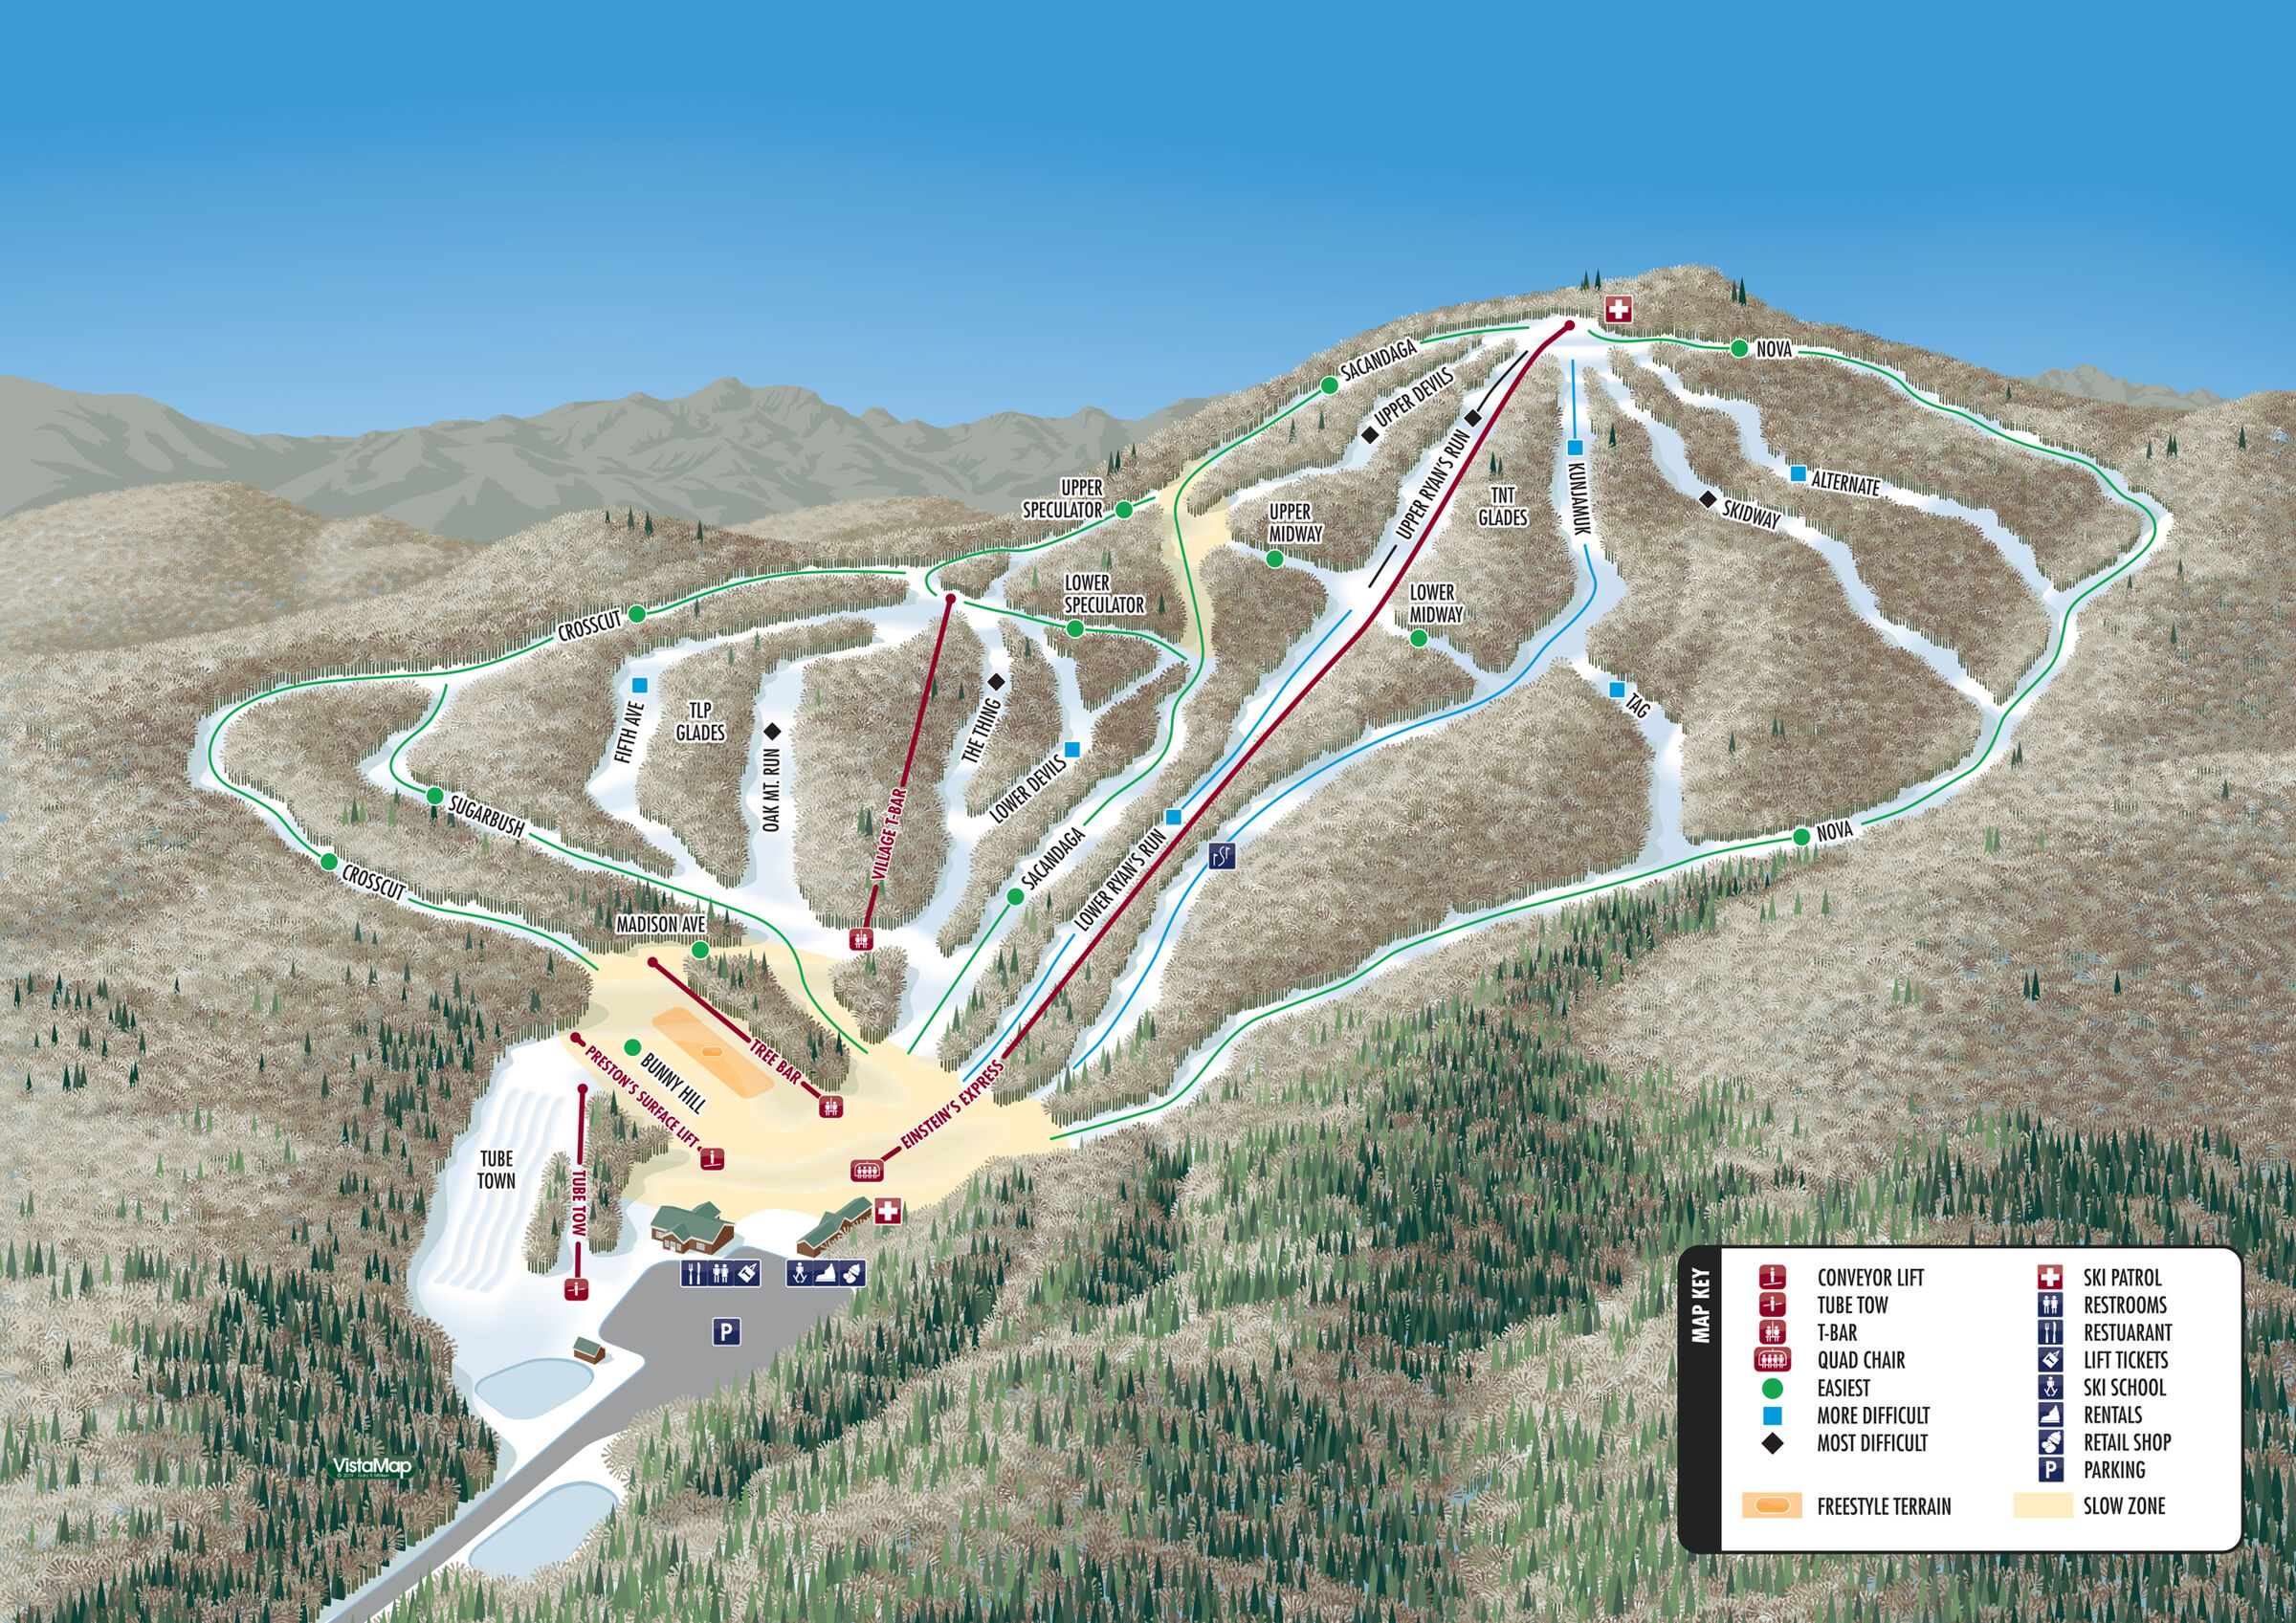 SACANDAGA
NOVA
UPPER DEVILS
UPPER RYAN'S RUN
TNT
GLADES
KUNJAMUK
ALTERNATE
SKIDWAY
UPPER
SPECULATOR
UPPER
MIDWAY
LOWER
SPECULATOR
LOWER
MIDWAY
CROSSCUT
FIFTH AVE
TLP
GLADES
OAK MT. RUN
THE THING
LOWER DEVILS
TAG
SUGARBUSH
VILLAGE T-BAR
SACANDAGA
LOWER RYAN'S RUN
NOVA
CROSSCUT
MADISON AVE
TREE BAR
BUNNY HILL
PRESTON'S SURFACE LIFT
EINSTEIN'S EXPRESS
TUBE
TOWN
TUBE TOW
P
VistaMap
MAP KEY
CONVEYOR LIFT
TUBE TOW
T-BAR
QUAD CHAIR
EASIEST
MORE DIFFICULT
MOST DIFFICULT
FREESTYLE TERRAIN
SKI PATROL
RESTROOMS
RESTUARANT
LIFT TICKETS
SKI SCHOOL
RENTALS
RETAIL SHOP
P PARKING
SLOW ZONE